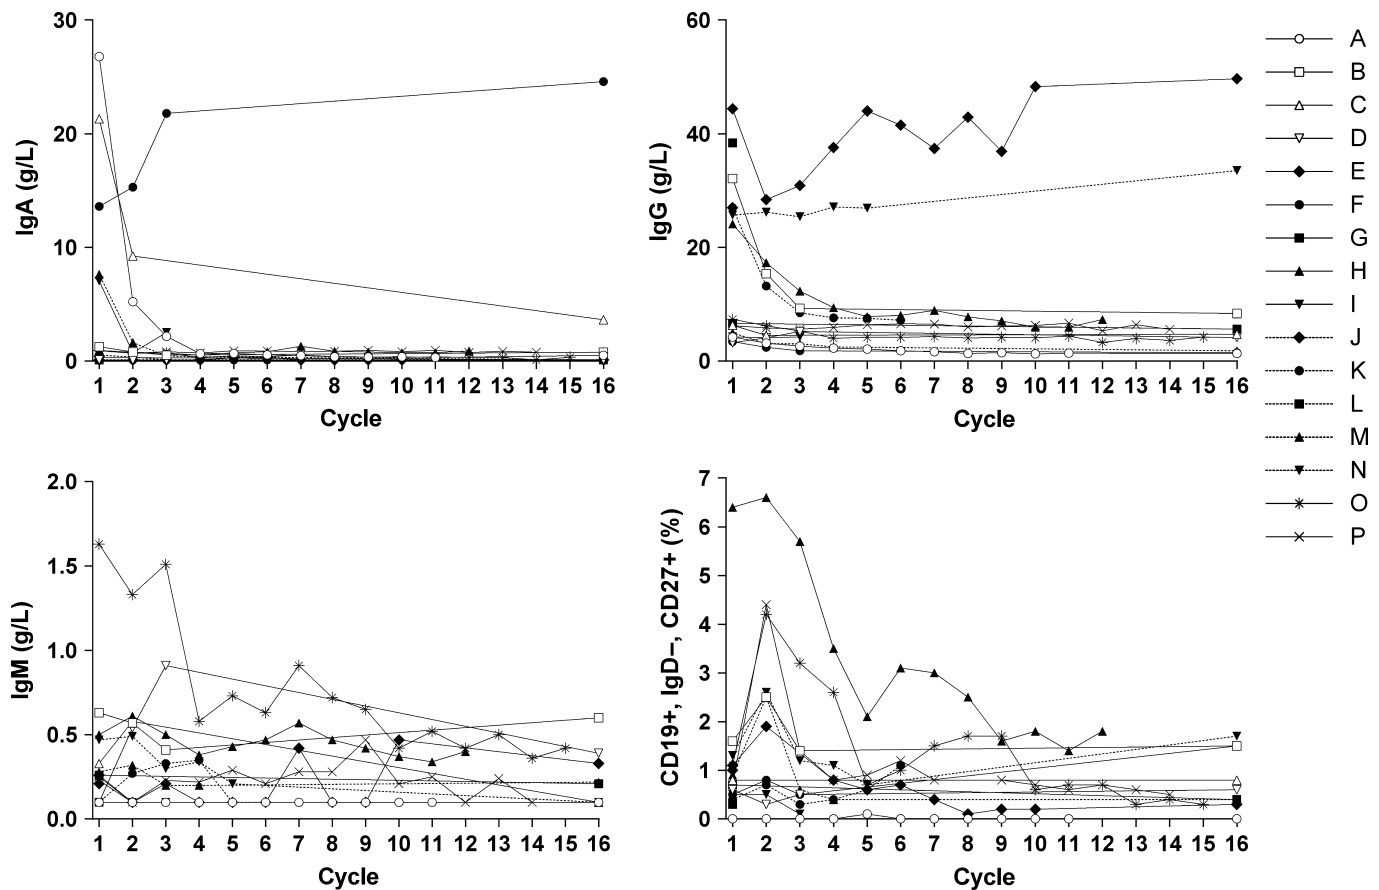 30
20
10
0
IgA (g/L)
1 2 3 4 5 6 7 8 9 10 11 12 13 14 15 16
Cycle
60
40
20
0
IgG (g/L)
1 2 3 4 5 6 7 8 9 10 11 12 13 14 15 16
Cycle
A
B
C
D
E
F
G
H
I
J
K
L
M
N
O
P
2.0
1.5
1.0
0.5
0.0
IgM (g/L)
1 2 3 4 5 6 7 8 9 10 11 12 13 14 15 16
Cycle
7
6
5
4
3
2
1
0
CD19+, IgD−, CD27+ (%)
1 2 3 4 5 6 7 8 9 10 11 12 13 14 15 16
Cycle